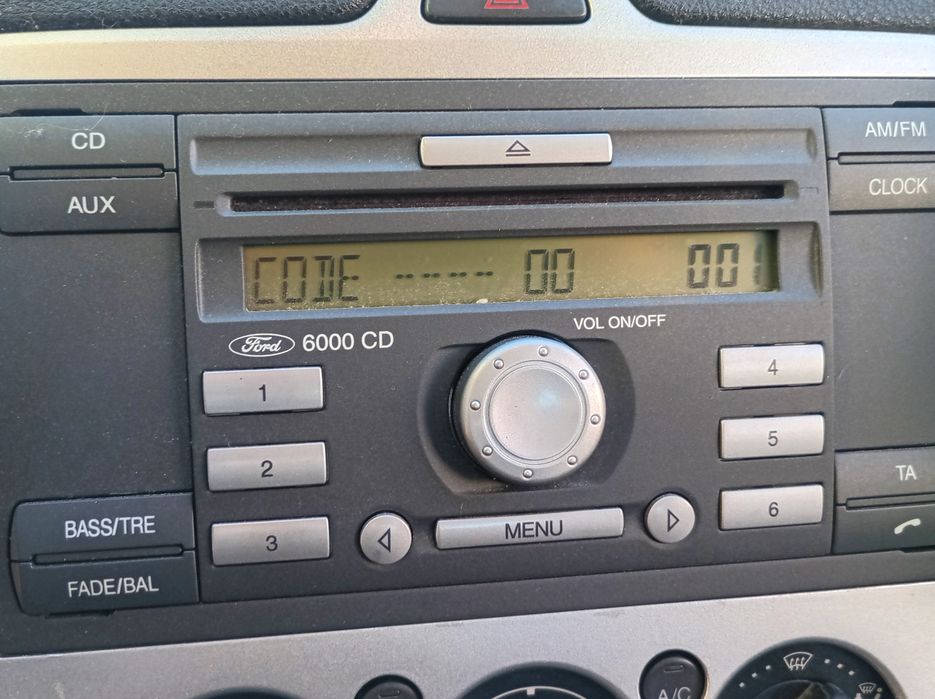 CD
AUX
AM/FM
CLOCK
CODE ---- 00 001
VOL ON/OFF
Ford 6000 CD
1
2
3
4
5
6
MENU
BASS/TRE
FADE/BAL
TA
A/C